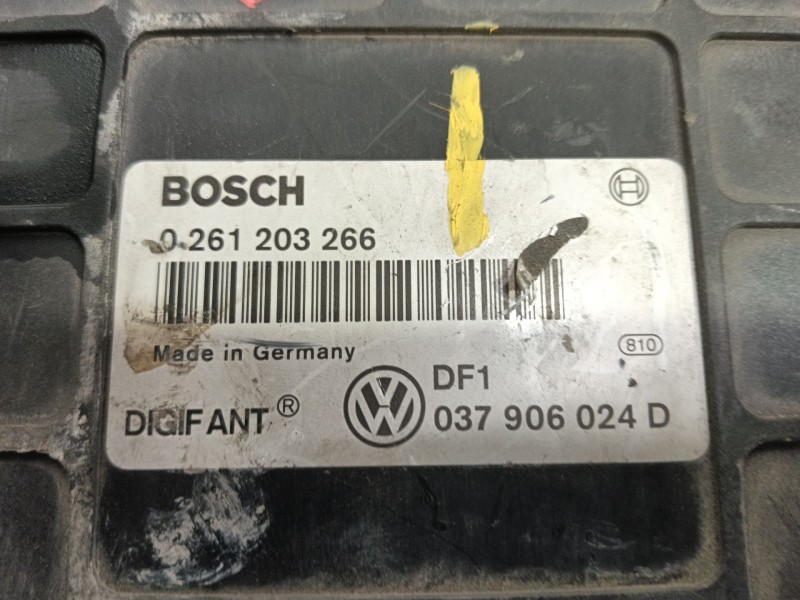 BOSCH
0 261 203 266
Made in Germany
810
DF1
DIGIFANT ®
037 906 024 D